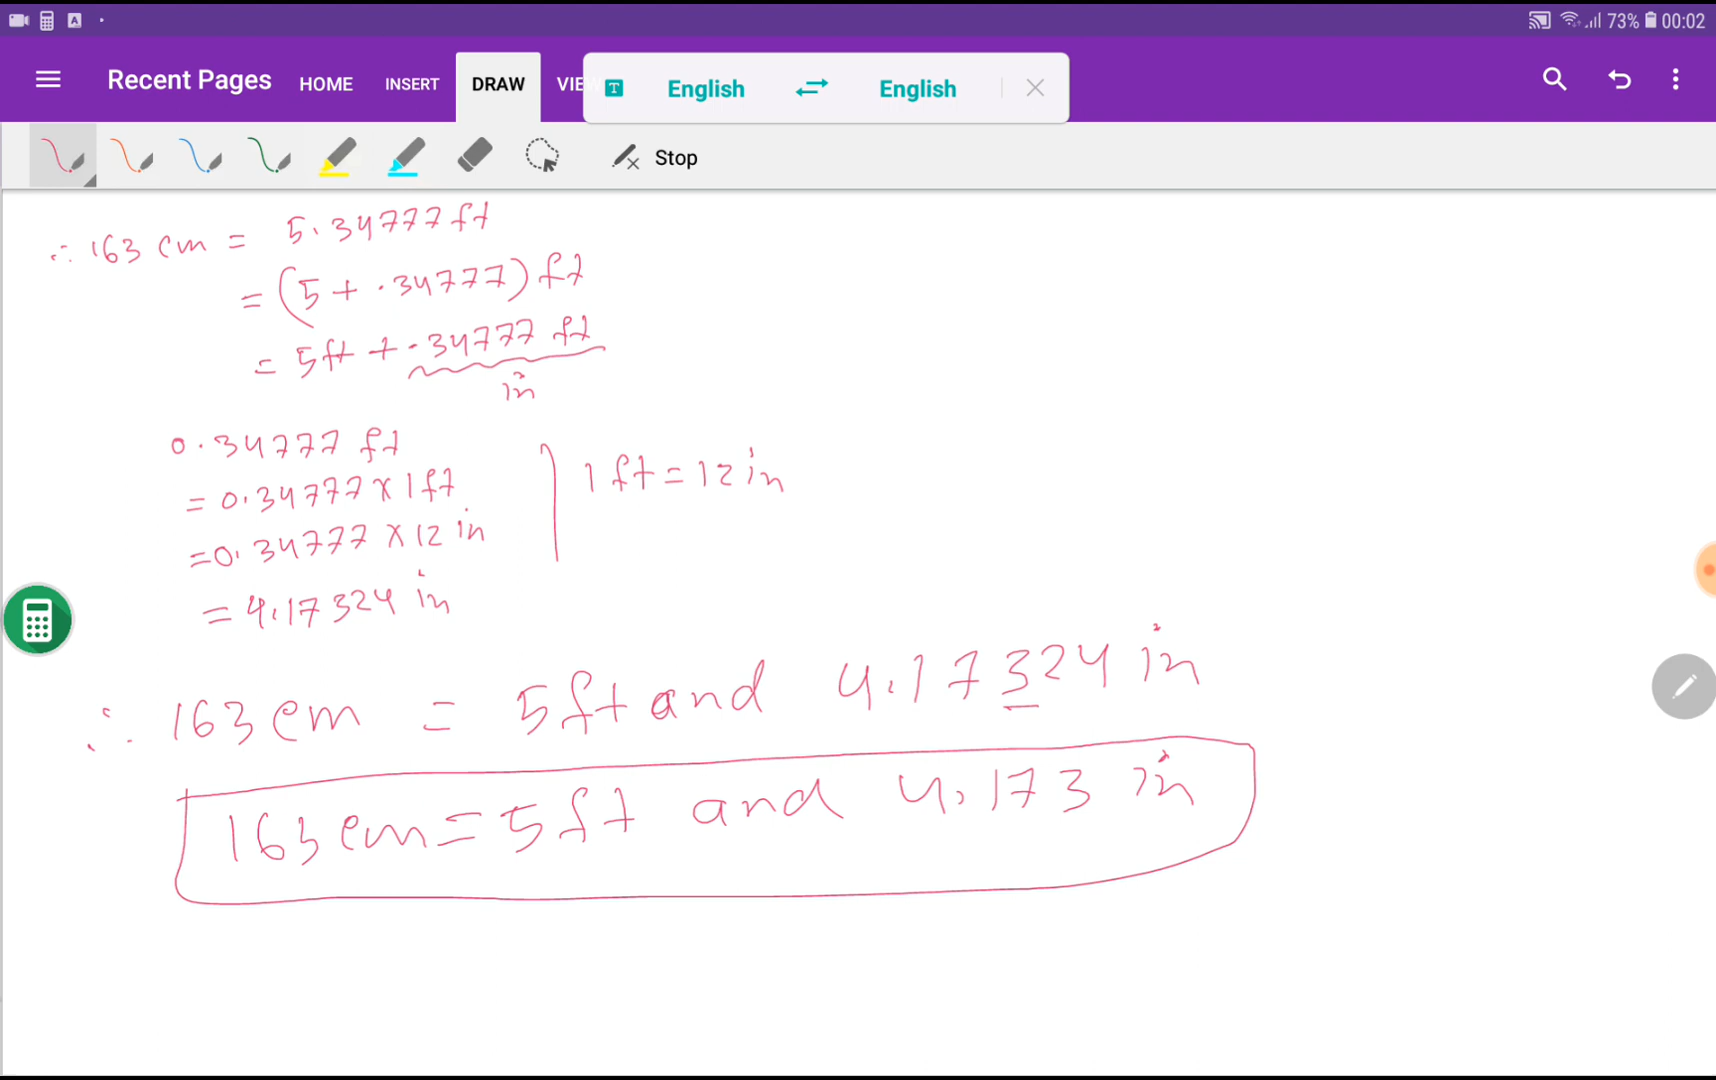 73% 00:02
Recent Pages HOME INSERT DRAW VIE English English
Stop
∴ 163 cm = 5.34777 ft
= (5 + .34777) ft
= 5ft + .34777 ft
in
0.34777 ft
= 0.34777 x 1 ft
1 ft = 12 in
= 0.34777 x 12 in
= 4.17324 in
∴ 163 cm = 5ft and 4.17324 in
163 cm = 5 ft and 4.173 in